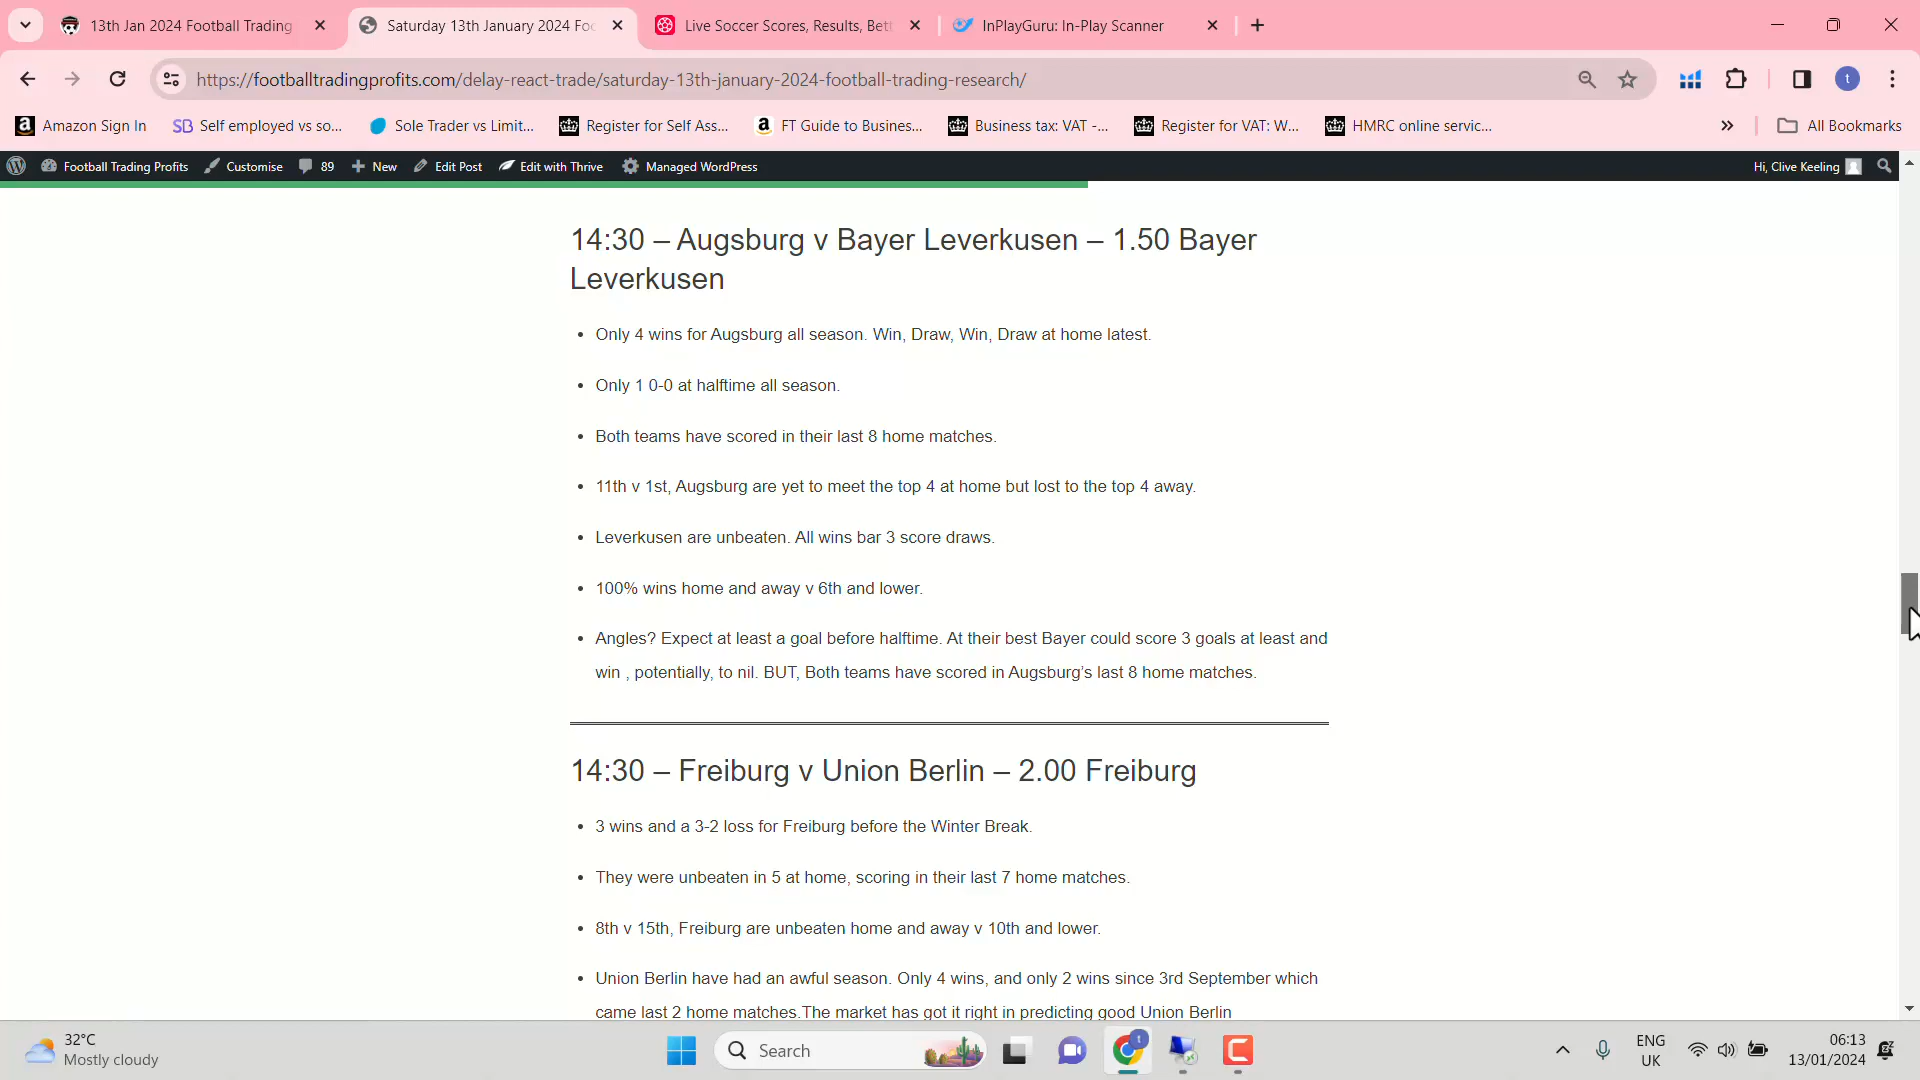 13th Jan 2024 Football Trading
Saturday 13th January 2024 Foo
Live Soccer Scores, Results, Bett
InPlayGuru: In-Play Scanner
https://footballtradingprofits.com/delay-react-trade/saturday-13th-january-2024-football-trading-research/
t
Amazon Sign In
SB Self employed vs so...
Sole Trader vs Limit...
Register for Self Ass...
FT Guide to Busines...
Business tax: VAT -...
Register for VAT: W...
HMRC online servic...
All Bookmarks
Football Trading Profits
Customise
89
New
Edit Post
Edit with Thrive
Managed WordPress
Hi, Clive Keeling
14:30 – Augsburg v Bayer Leverkusen – 1.50 Bayer
Leverkusen
• Only 4 wins for Augsburg all season. Win, Draw, Win, Draw at home latest.
• Only 1 0-0 at halftime all season.
• Both teams have scored in their last 8 home matches.
• 11th v 1st, Augsburg are yet to meet the top 4 at home but lost to the top 4 away.
• Leverkusen are unbeaten. All wins bar 3 score draws.
• 100% wins home and away v 6th and lower.
• Angles? Expect at least a goal before halftime. At their best Bayer could score 3 goals at least and
win , potentially, to nil. BUT, Both teams have scored in Augsburg’s last 8 home matches.
14:30 – Freiburg v Union Berlin – 2.00 Freiburg
• 3 wins and a 3-2 loss for Freiburg before the Winter Break.
• They were unbeaten in 5 at home, scoring in their last 7 home matches.
• 8th v 15th, Freiburg are unbeaten home and away v 10th and lower.
• Union Berlin have had an awful season. Only 4 wins, and only 2 wins since 3rd September which
came last 2 home matches.The market has got it right in predicting good Union Berlin
32°C
Mostly cloudy
Search
ENG
UK
06:13
13/01/2024